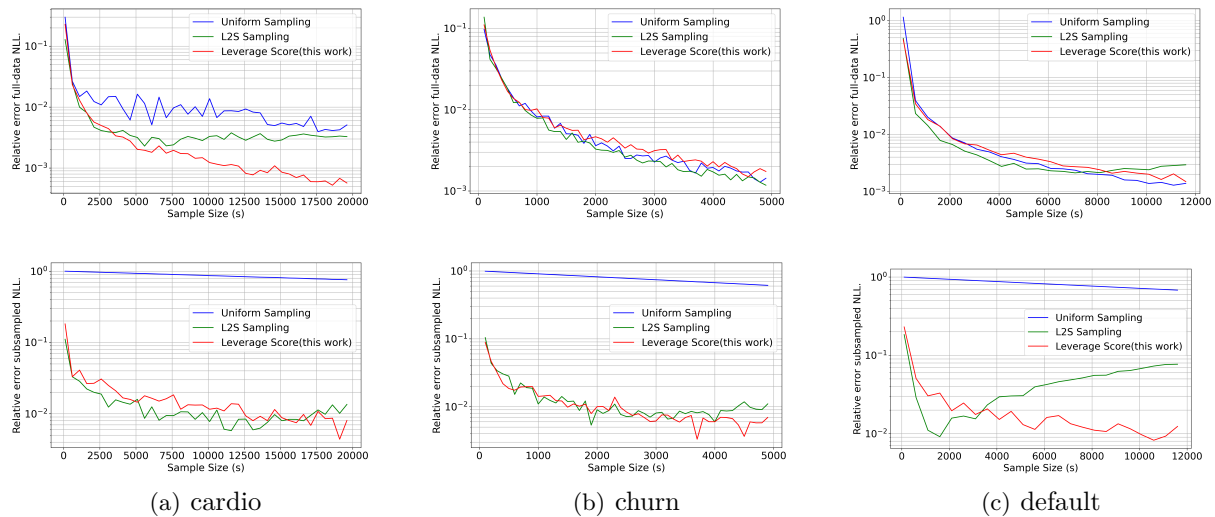 Relative error full-data NLL.
10⁻¹
10⁻²
10⁻³
Uniform Sampling
L2S Sampling
Leverage Score(this work)
0 2500 5000 7500 10000 12500 15000 17500 20000
Sample Size (s)
Relative error full-data NLL.
10⁻¹
10⁻²
10⁻³
Uniform Sampling
L2S Sampling
Leverage Score(this work)
0 1000 2000 3000 4000 5000
Sample Size (s)
Relative error full-data NLL.
10⁰
10⁻¹
10⁻²
10⁻³
Uniform Sampling
L2S Sampling
Leverage Score(this work)
0 2000 4000 6000 8000 10000 12000
Sample Size (s)
Relative error subsampled NLL.
10⁰
10⁻¹
10⁻²
Uniform Sampling
L2S Sampling
Leverage Score(this work)
0 2500 5000 7500 10000 12500 15000 17500 20000
Sample Size (s)
Relative error subsampled NLL.
10⁰
10⁻¹
10⁻²
Uniform Sampling
L2S Sampling
Leverage Score(this work)
0 1000 2000 3000 4000 5000
Sample Size (s)
Relative error subsampled NLL.
10⁰
10⁻¹
10⁻²
Uniform Sampling
L2S Sampling
Leverage Score(this work)
0 2000 4000 6000 8000 10000 12000
Sample Size (s)
(a) cardio
(b) churn
(c) default